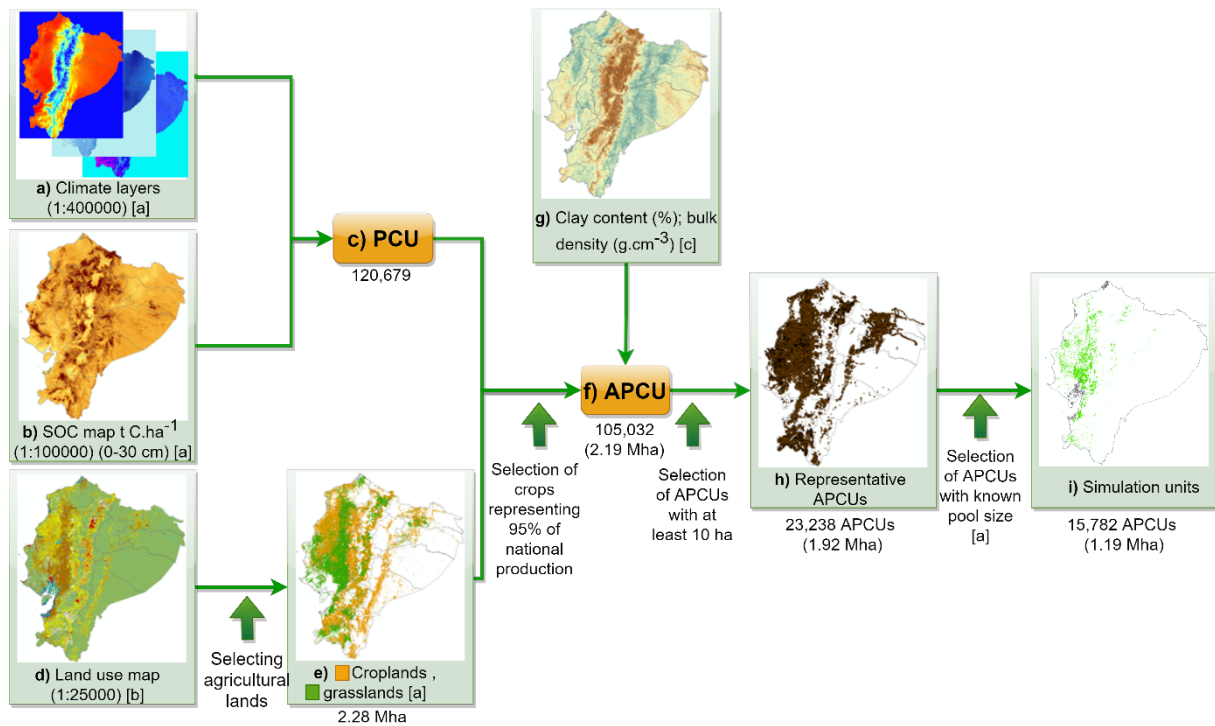 a) Climate layers
(1:400000) [a]
b) SOC map t C.ha⁻¹
(1:100000) (0-30 cm) [a]
c) PCU
120,679
d) Land use map
(1:25000) [b]
Selecting
agricultural
lands
e) Croplands ,
grasslands [a]
2.28 Mha
Selection of
crops
representing
95% of
national
production
g) Clay content (%); bulk
density (g.cm⁻³) [c]
f) APCU
105,032
(2.19 Mha)
Selection
of APCUs
with at
least 10 ha
h) Representative
APCUs
23,238 APCUs
(1.92 Mha)
Selection
of APCUs
with known
pool size
[a]
i) Simulation units
15,782 APCUs
(1.19 Mha)